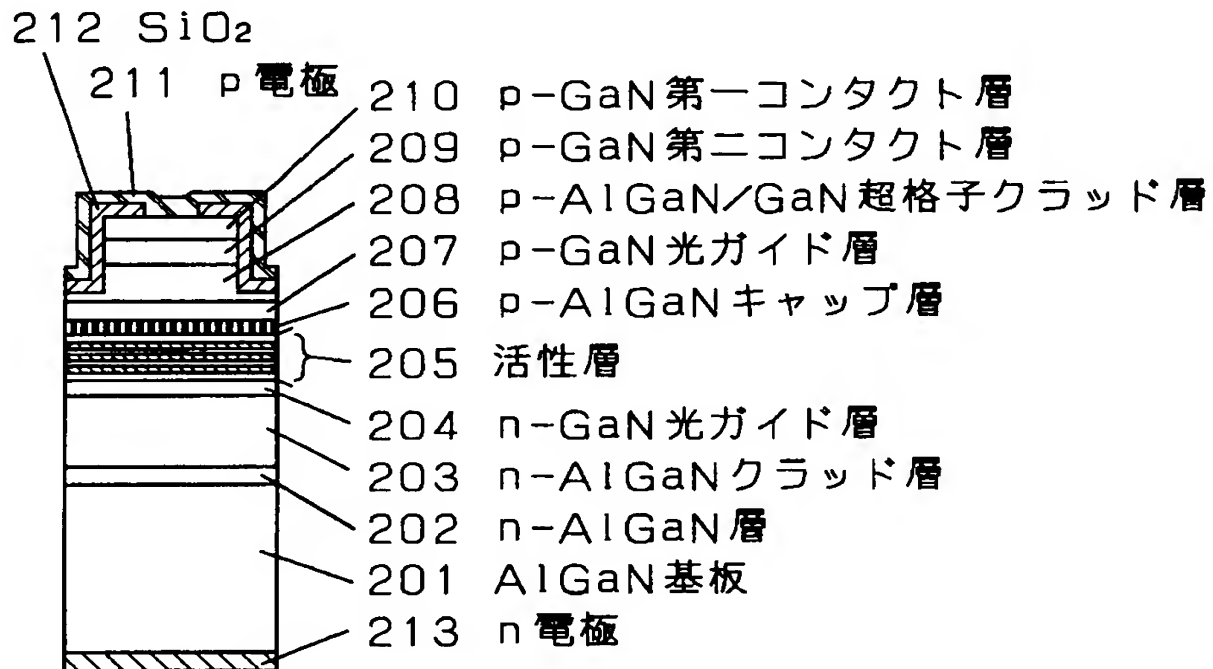 212 SiO₂
211 p電極
210 p-GaN第一コンタクト層
209 p-GaN第二コンタクト層
208 p-AlGaN/GaN超格子クラッド層
207 p-GaN光ガイド層
206 p-AlGaNキャップ層
205 活性層
204 n-GaN光ガイド層
203 n-AlGaNクラッド層
202 n-AlGaN層
201 AlGaN基板
213 n電極